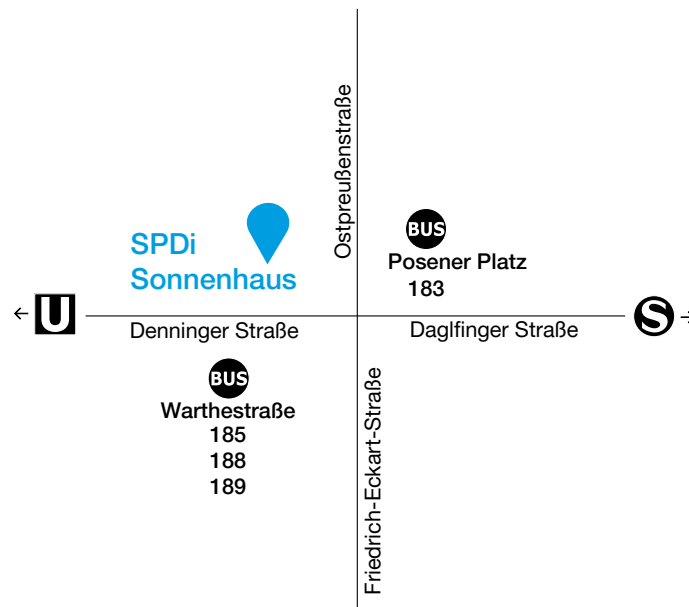 Ostpreußenstraße
BUS
Posener Platz
183
SPDi
Sonnenhaus
U
S
Denninger Straße
Daglfinger Straße
BUS
Warthestraße
185
188
189
Friedrich-Eckart-Straße